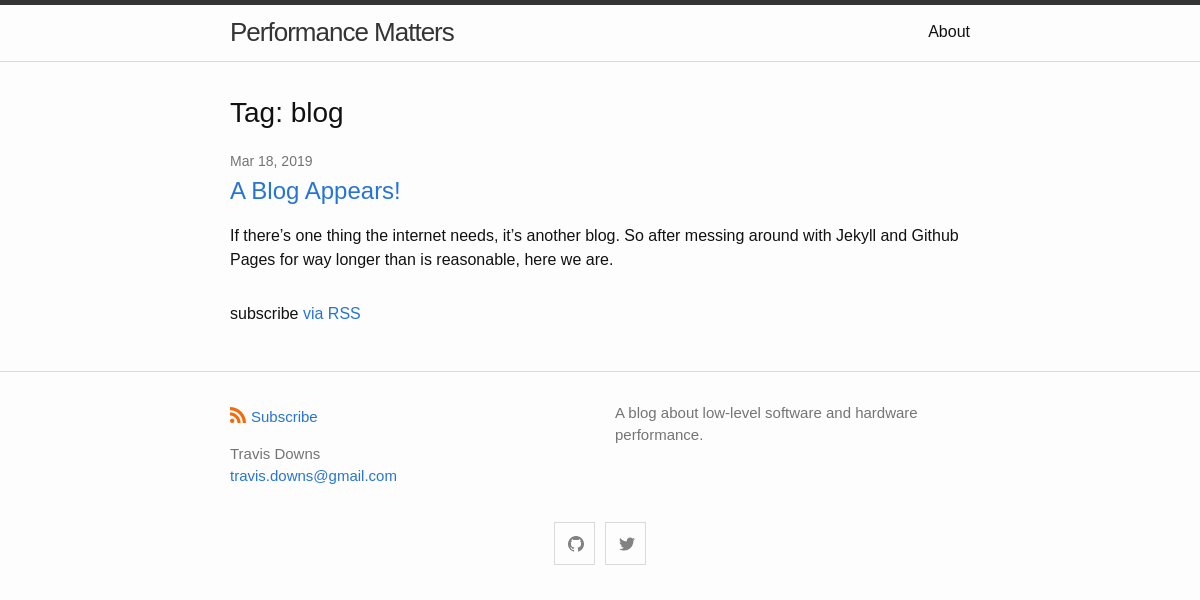 Performance Matters
About
Tag: blog
Mar 18, 2019
A Blog Appears!
If there’s one thing the internet needs, it’s another blog. So after messing around with Jekyll and Github
Pages for way longer than is reasonable, here we are.
subscribe via RSS
Subscribe
Travis Downs
travis.downs@gmail.com
A blog about low-level software and hardware
performance.